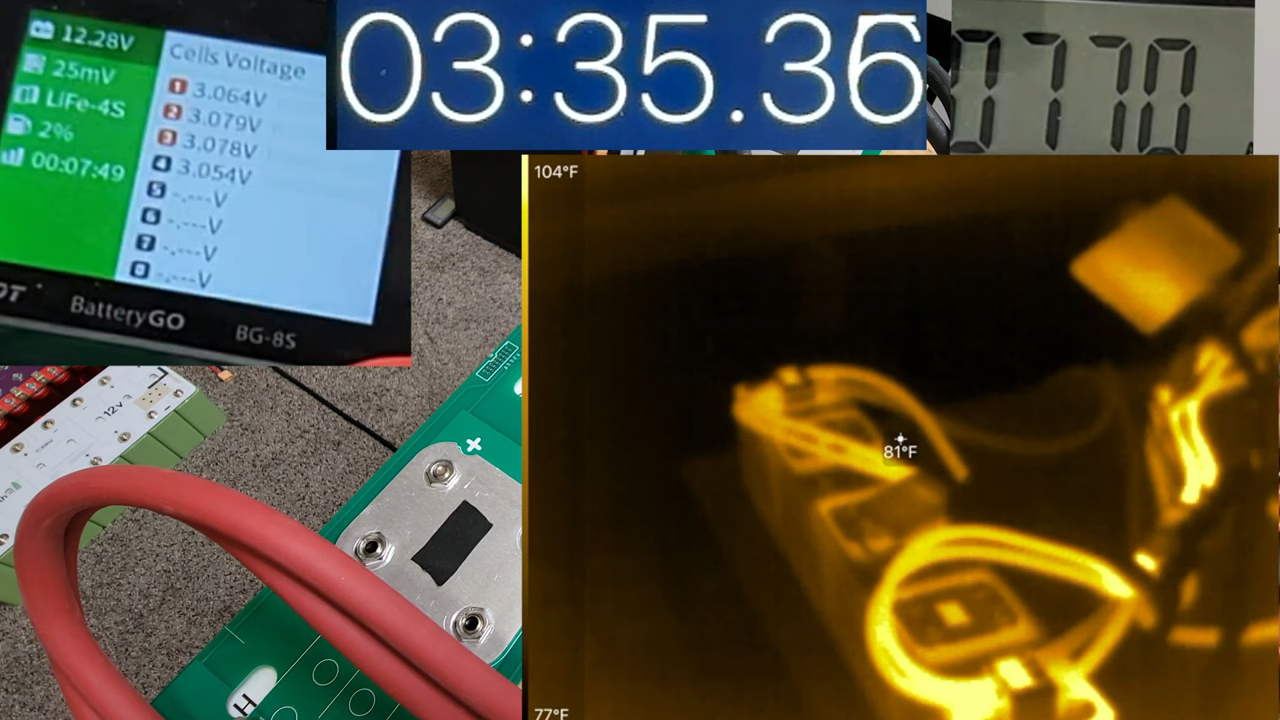 12.28V
25mV
LiFe-4S
2%
00:07:49
Cells Voltage
1 3.064V
2 3.079V
3 3.078V
4 3.054V
5 -.---V
6 -.---V
7 -.---V
8 -.---V
BatteryGO
BG-8S
03:35.36
0770
104°F
81°F
77°F
12v
+
H